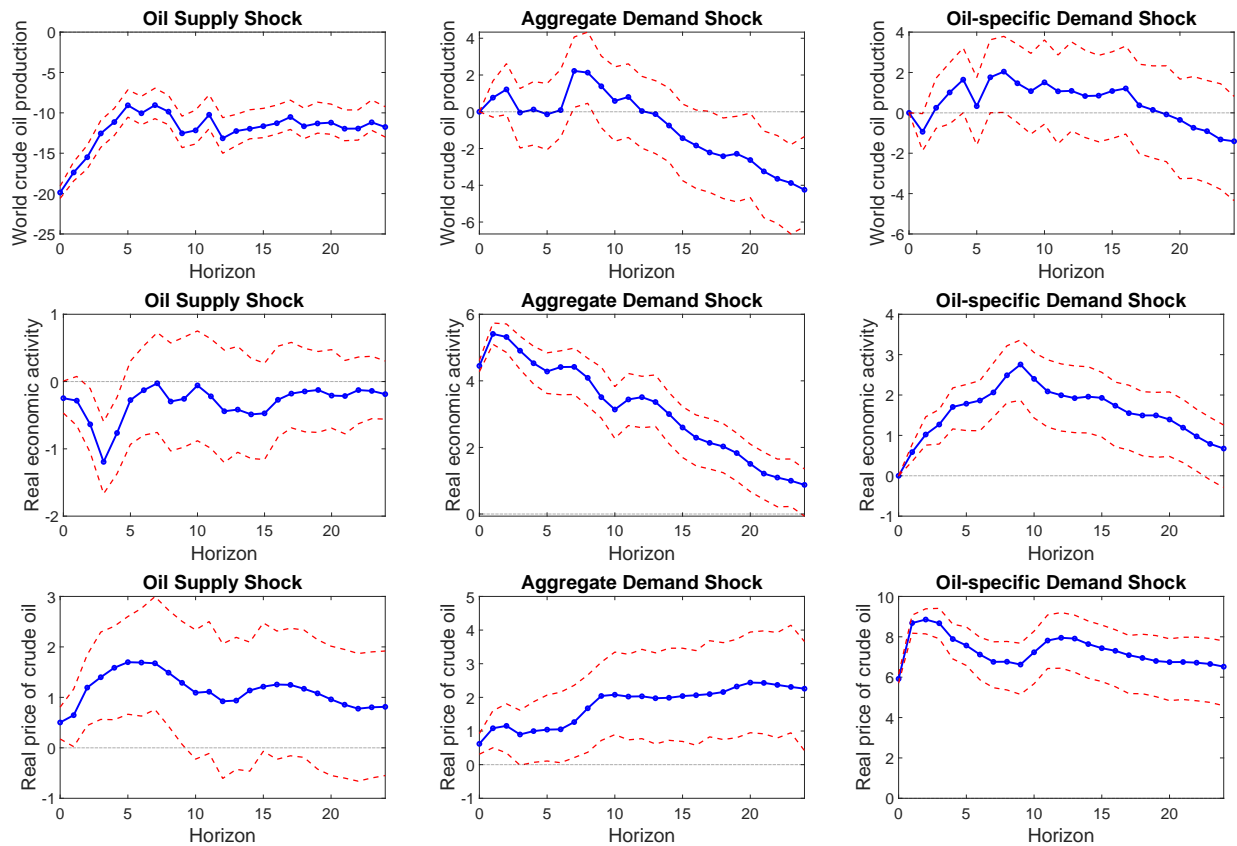 Oil Supply Shock
World crude oil production
0
-5
-10
-15
-20
-25
0 5 10 15 20
Horizon
Aggregate Demand Shock
World crude oil production
4
2
0
-2
-4
-6
0 5 10 15 20
Horizon
Oil-specific Demand Shock
World crude oil production
4
2
0
-2
-4
-6
0 5 10 15 20
Horizon
Oil Supply Shock
Real economic activity
1
0
-1
-2
0 5 10 15 20
Horizon
Aggregate Demand Shock
Real economic activity
6
4
2
0
0 5 10 15 20
Horizon
Oil-specific Demand Shock
Real economic activity
4
3
2
1
0
-1
0 5 10 15 20
Horizon
Oil Supply Shock
Real price of crude oil
3
2
1
0
-1
0 5 10 15 20
Horizon
Aggregate Demand Shock
Real price of crude oil
5
4
3
2
1
0
-1
0 5 10 15 20
Horizon
Oil-specific Demand Shock
Real price of crude oil
10
8
6
4
2
0
0 5 10 15 20
Horizon